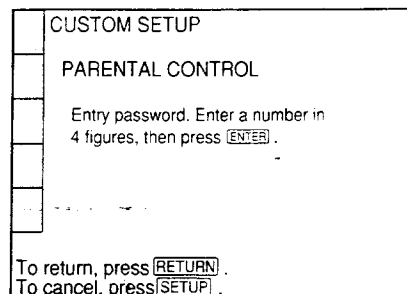 CUSTOM SETUP
PARENTAL CONTROL
Entry password. Enter a number in
4 figures, then press ENTER .
To return, press RETURN .
To cancel, press SETUP .